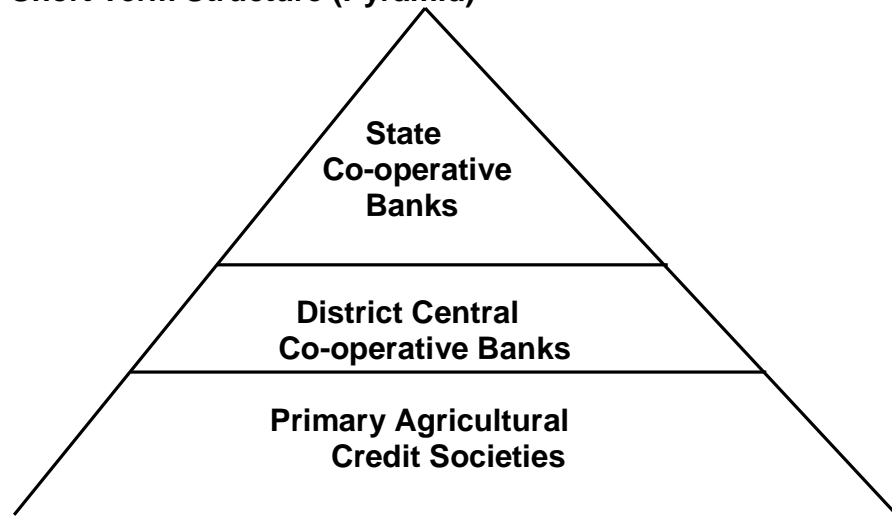 Short Term Structure (Pyramid)
State
Co-operative
Banks
District Central
Co-operative Banks
Primary Agricultural
Credit Societies